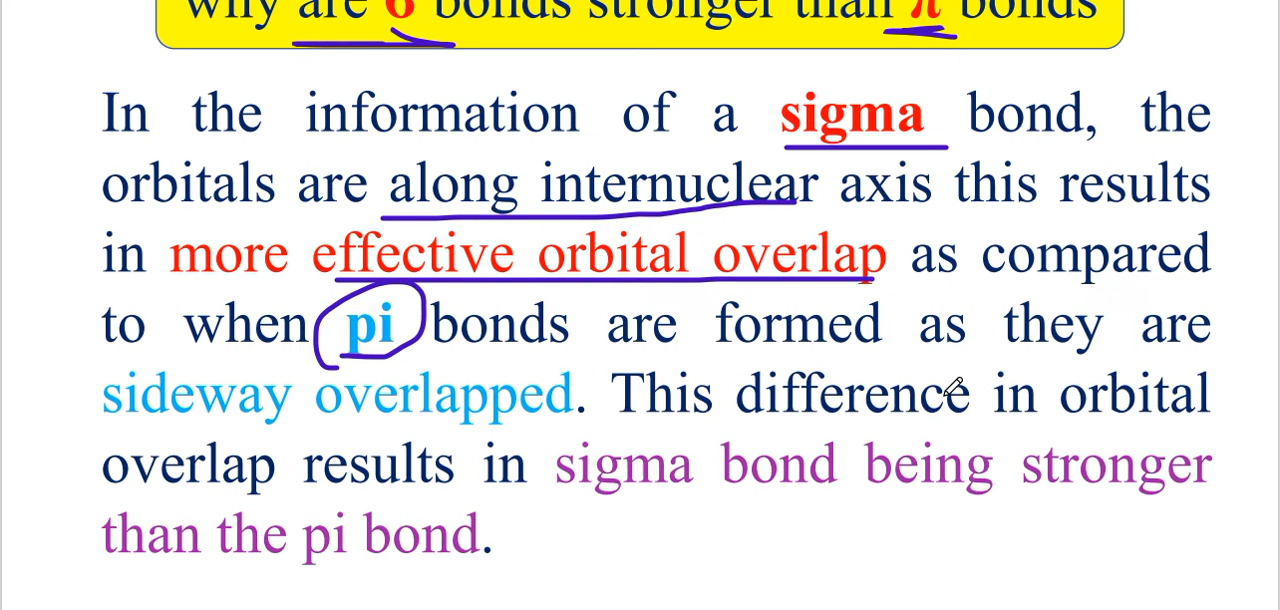 why are σ bonds stronger than π bonds
In the information of a sigma bond, the
orbitals are along internuclear axis this results
in more effective orbital overlap as compared
to when pi bonds are formed as they are
sideway overlapped. This difference in orbital
overlap results in sigma bond being stronger
than the pi bond.